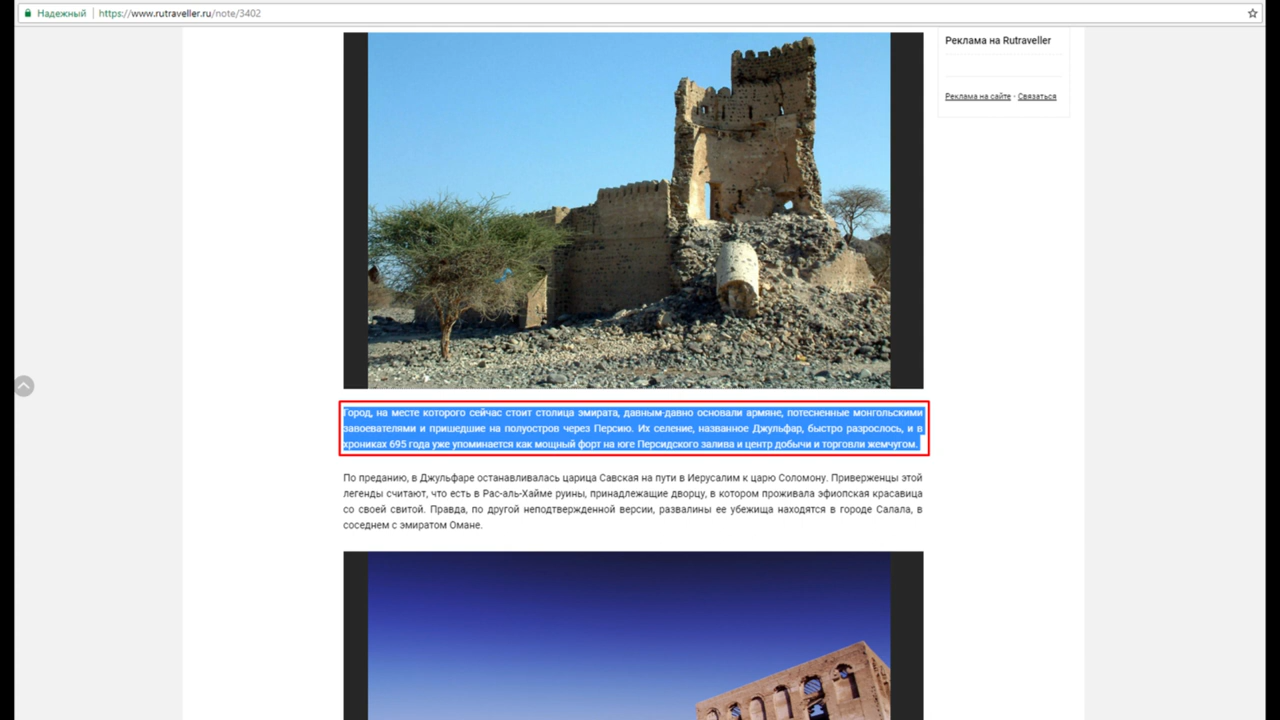 Надежный
https://www.rutraveller.ru/note/3402
Реклама на Rutraveller
Реклама на сайте - Связаться
Город, на месте которого сейчас стоит столица эмирата, давным-давно основали армяне, потесненные монгольскими
завоевателями и пришедшие на полуостров через Персию. Их селение, названное Джульфар, быстро разрослось, и в
хрониках 695 года уже упоминается как мощный форт на юге Персидского залива и центр добычи и торговли жемчугом.
По преданию, в Джульфаре останавливалась царица Савская на пути в Иерусалим к царю Соломону. Приверженцы этой
легенды считают, что есть в Рас-аль-Хайме руины, принадлежащие дворцу, в котором проживала эфиопская красавица
со своей свитой. Правда, по другой неподтвержденной версии, развалины ее убежища находятся в городе Салала, в
соседнем с эмиратом Омане.